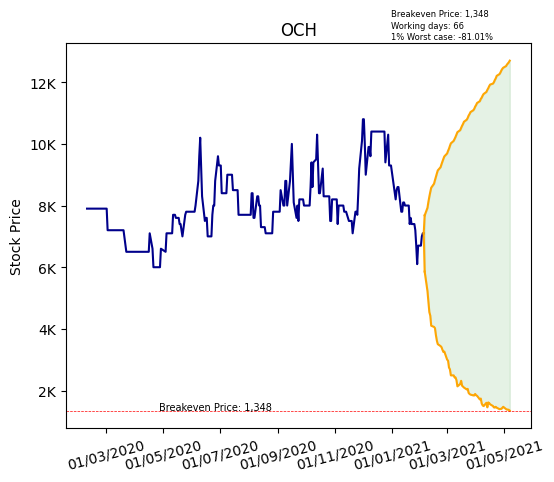 Breakeven Price: 1,348
Working days: 66
1% Worst case: -81.01%
OCH
Stock Price
12K
10K
8K
6K
4K
2K
Breakeven Price: 1,348
01/03/2020
01/05/2020
01/07/2020
01/09/2020
01/11/2020
01/01/2021
01/03/2021
01/05/2021